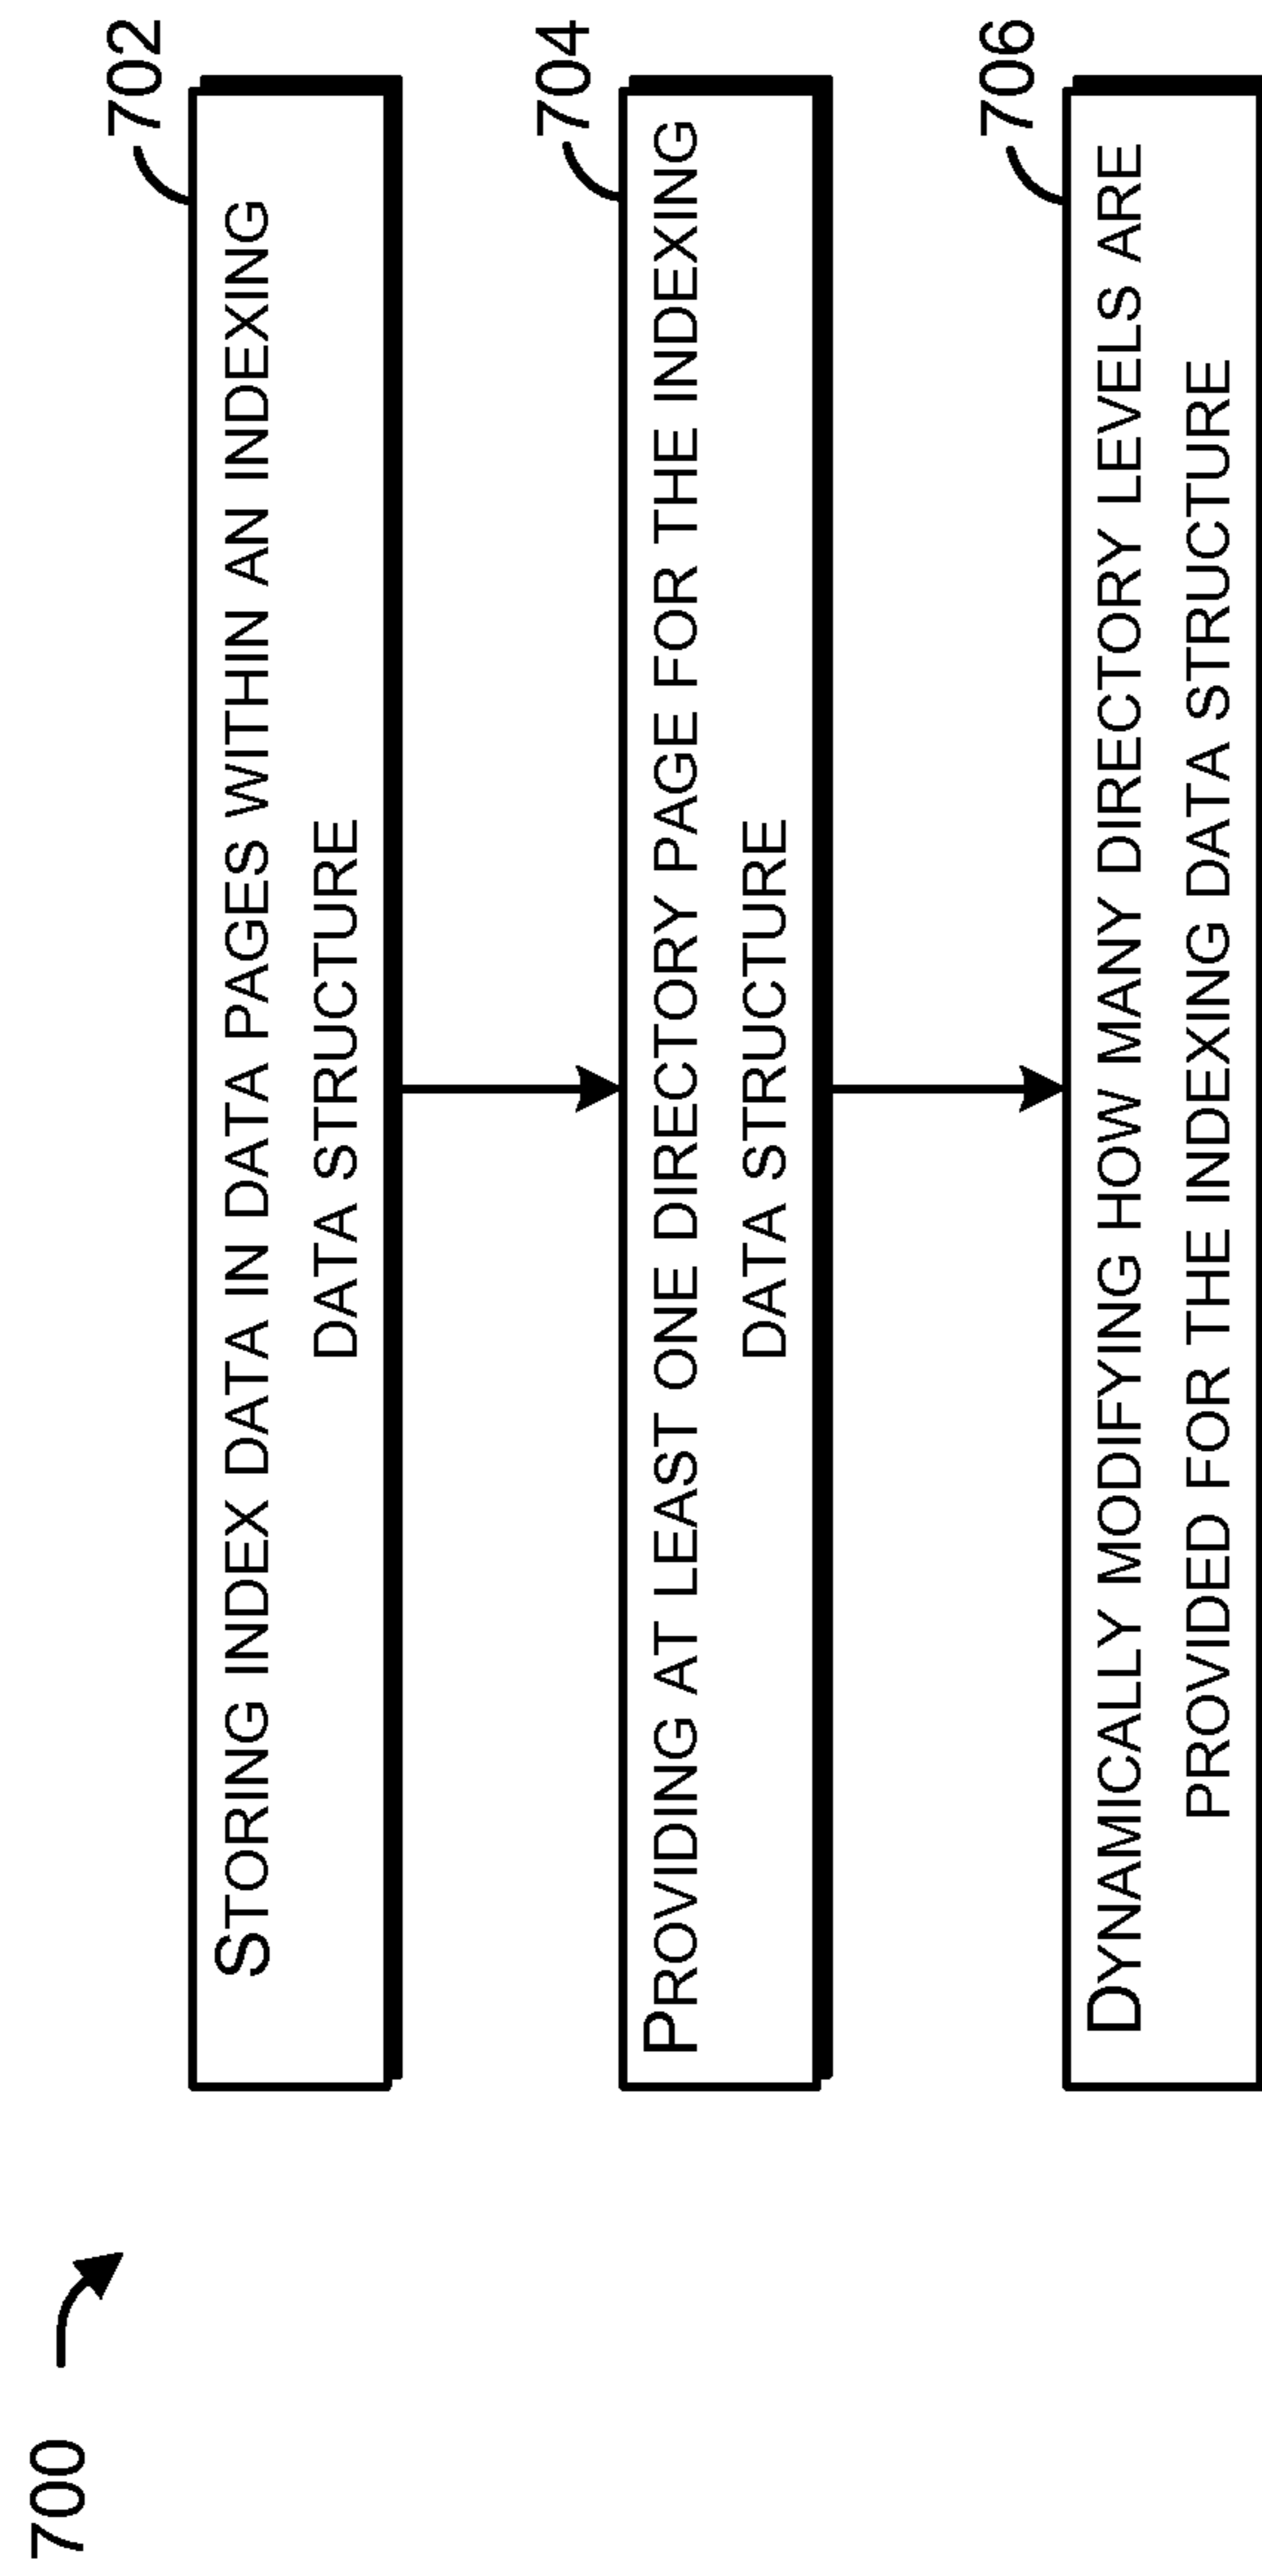 700
702
STORING INDEX DATA IN DATA PAGES WITHIN AN INDEXING
DATA STRUCTURE
704
PROVIDING AT LEAST ONE DIRECTORY PAGE FOR THE INDEXING
DATA STRUCTURE
706
DYNAMICALLY MODIFYING HOW MANY DIRECTORY LEVELS ARE
PROVIDED FOR THE INDEXING DATA STRUCTURE